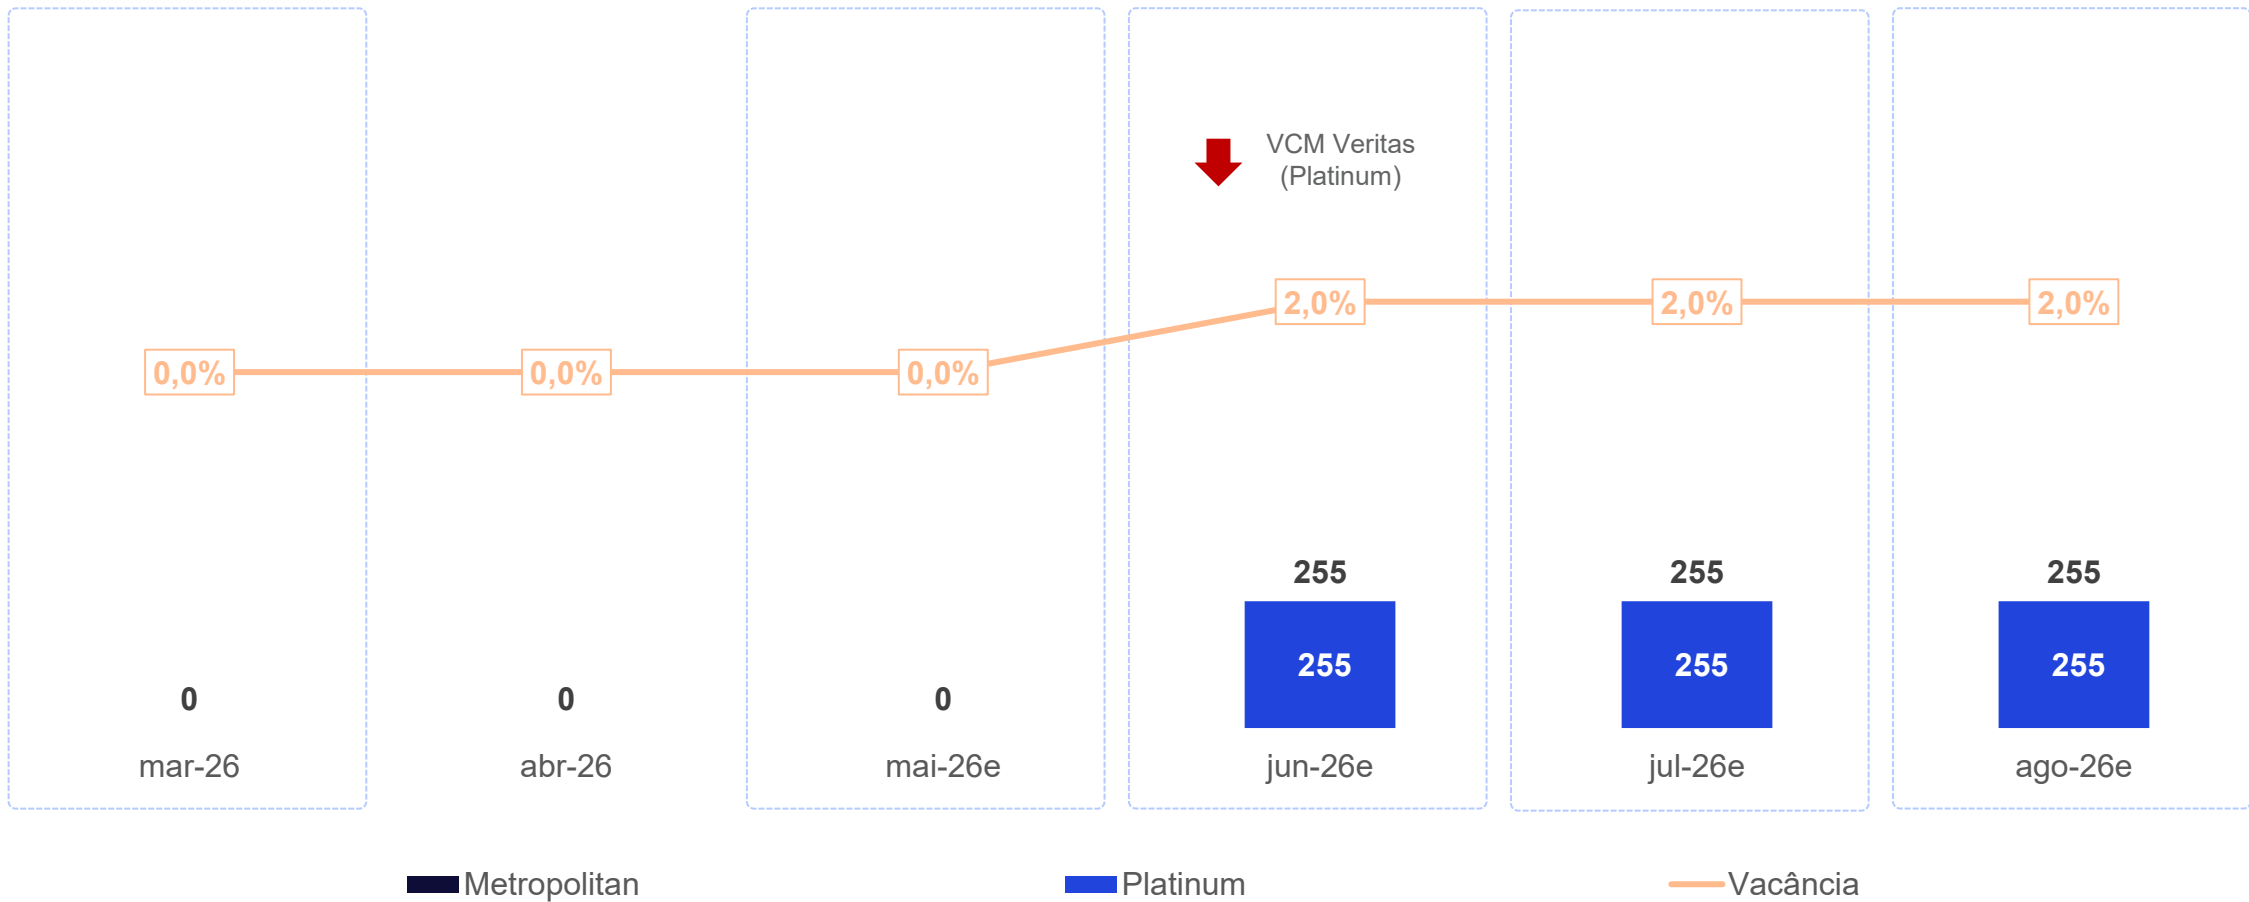 VCM Veritas
(Platinum)
0,0%
0,0%
0,0%
2,0%
2,0%
2,0%
0
0
0
255
255
255
255
255
255
mar-26
abr-26
mai-26e
jun-26e
jul-26e
ago-26e
Metropolitan
Platinum
Vacância